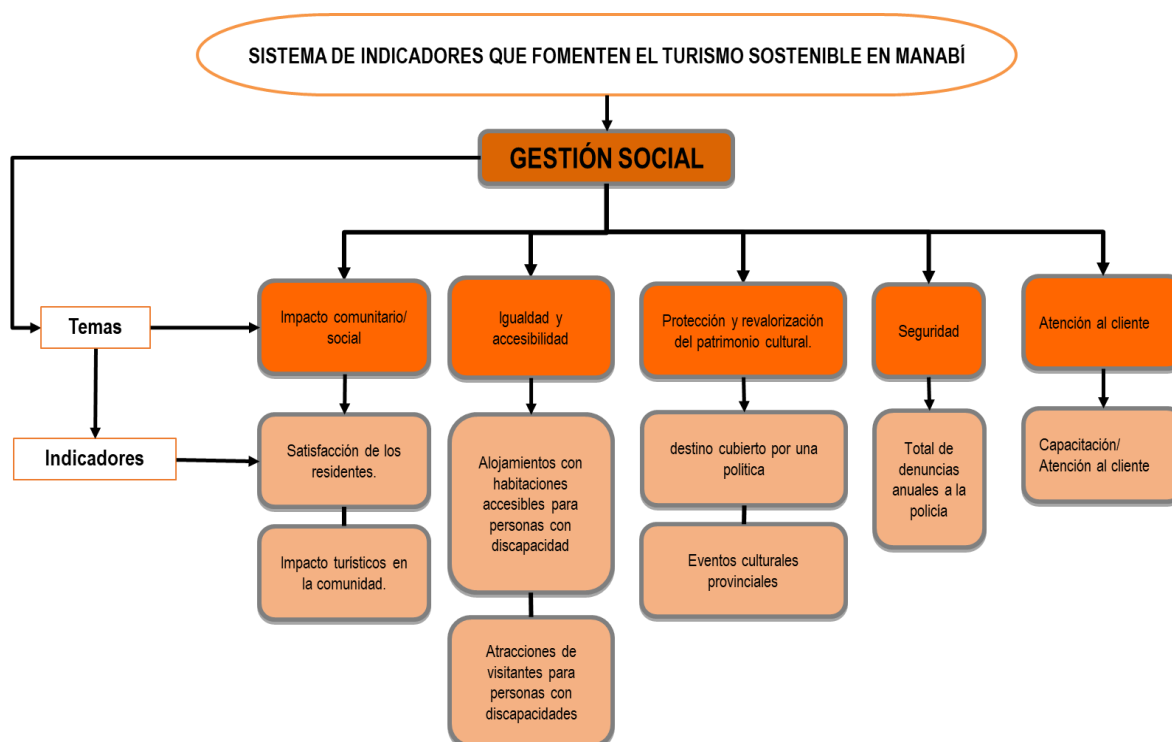 SISTEMA DE INDICADORES QUE FOMENTEN EL TURISMO SOSTENIBLE EN MANABÍ
GESTIÓN SOCIAL
Temas
Impacto comunitario/
social
Igualdad y
accesibilidad
Protección y revalorización
del patrimonio cultural.
Seguridad
Atención al cliente
Indicadores
Satisfacción de los
residentes.
Impacto turísticos en
la comunidad.
Alojamientos con
habitaciones
accesibles para
personas con
discapacidad
Atracciones de
visitantes para
personas con
discapacidades
destino cubierto por una
política
Eventos culturales
provinciales
Total de
denuncias
anuales a la
policia
Capacitación/
Atención al cliente